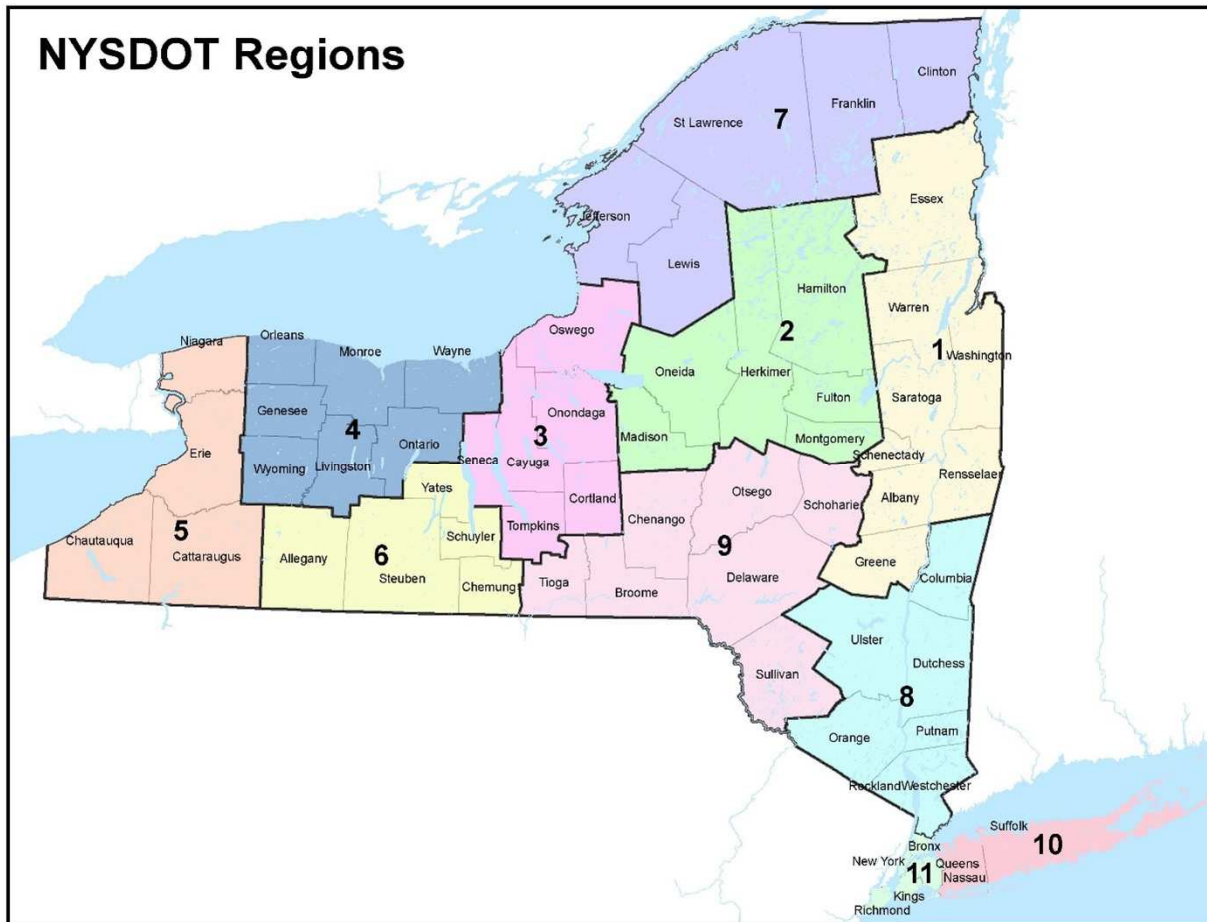 NYSDOT Regions
Clinton
Franklin
St Lawrence
7
Essex
Jefferson
Lewis
Hamilton
Warren
Oswego
2
1
Washington
Niagara
Orleans
Monroe
Wayne
Oneida
Herkimer
Fulton
Saratoga
Genesee
Onondaga
4
Ontario
3
Madison
Montgomery
Schenectady
Erie
Wyoming
Livingston
Seneca
Cayuga
Rensselaer
Yates
Cortland
Otsego
Schoharie
Albany
Chenango
Tompkins
5
Chautauqua
Cattaraugus
6
Allegany
Schuyler
9
Greene
Steuben
Chemung
Tioga
Broome
Delaware
Columbia
Ulster
Dutchess
Sullivan
8
Orange
Putnam
Rockland
Westchester
Suffolk
10
Bronx
New York
Queens
11
Nassau
Kings
Richmond